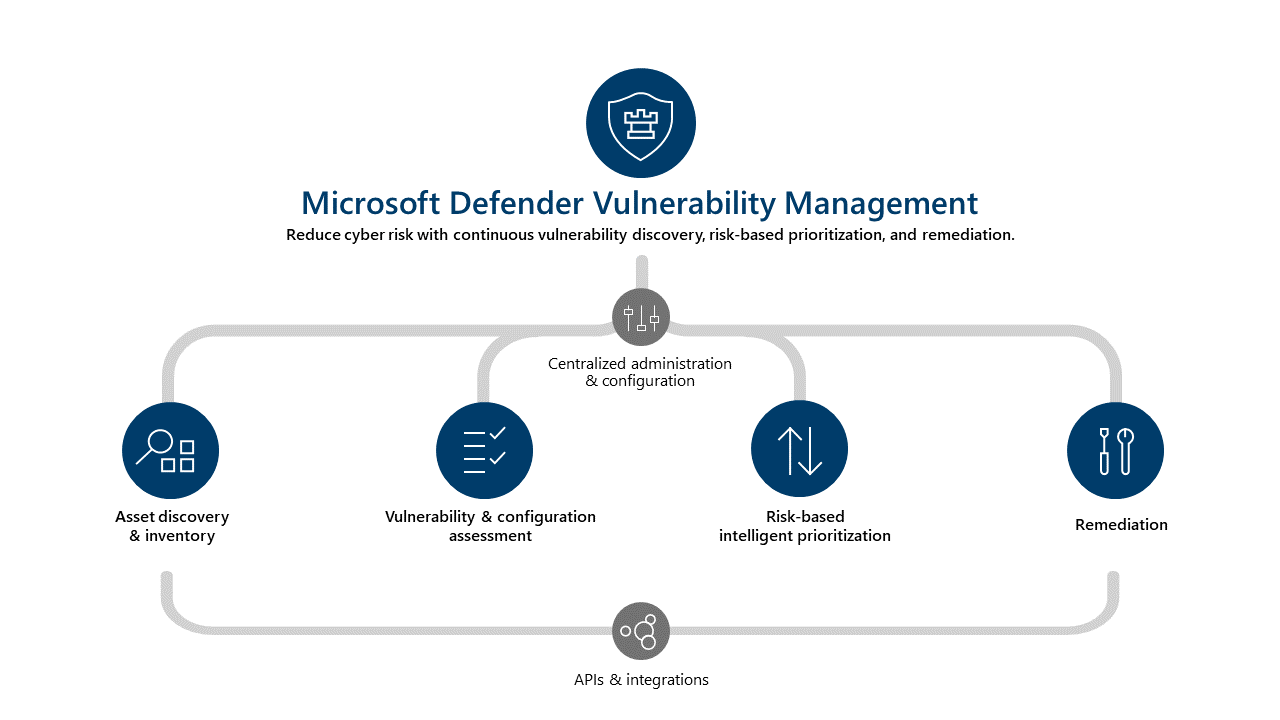 Microsoft Defender Vulnerability Management
Reduce cyber risk with continuous vulnerability discovery, risk-based prioritization, and remediation.
Centralized administration
& configuration
Asset discovery
& inventory
Vulnerability & configuration
assessment
Risk-based
intelligent prioritization
Remediation
APIs & integrations